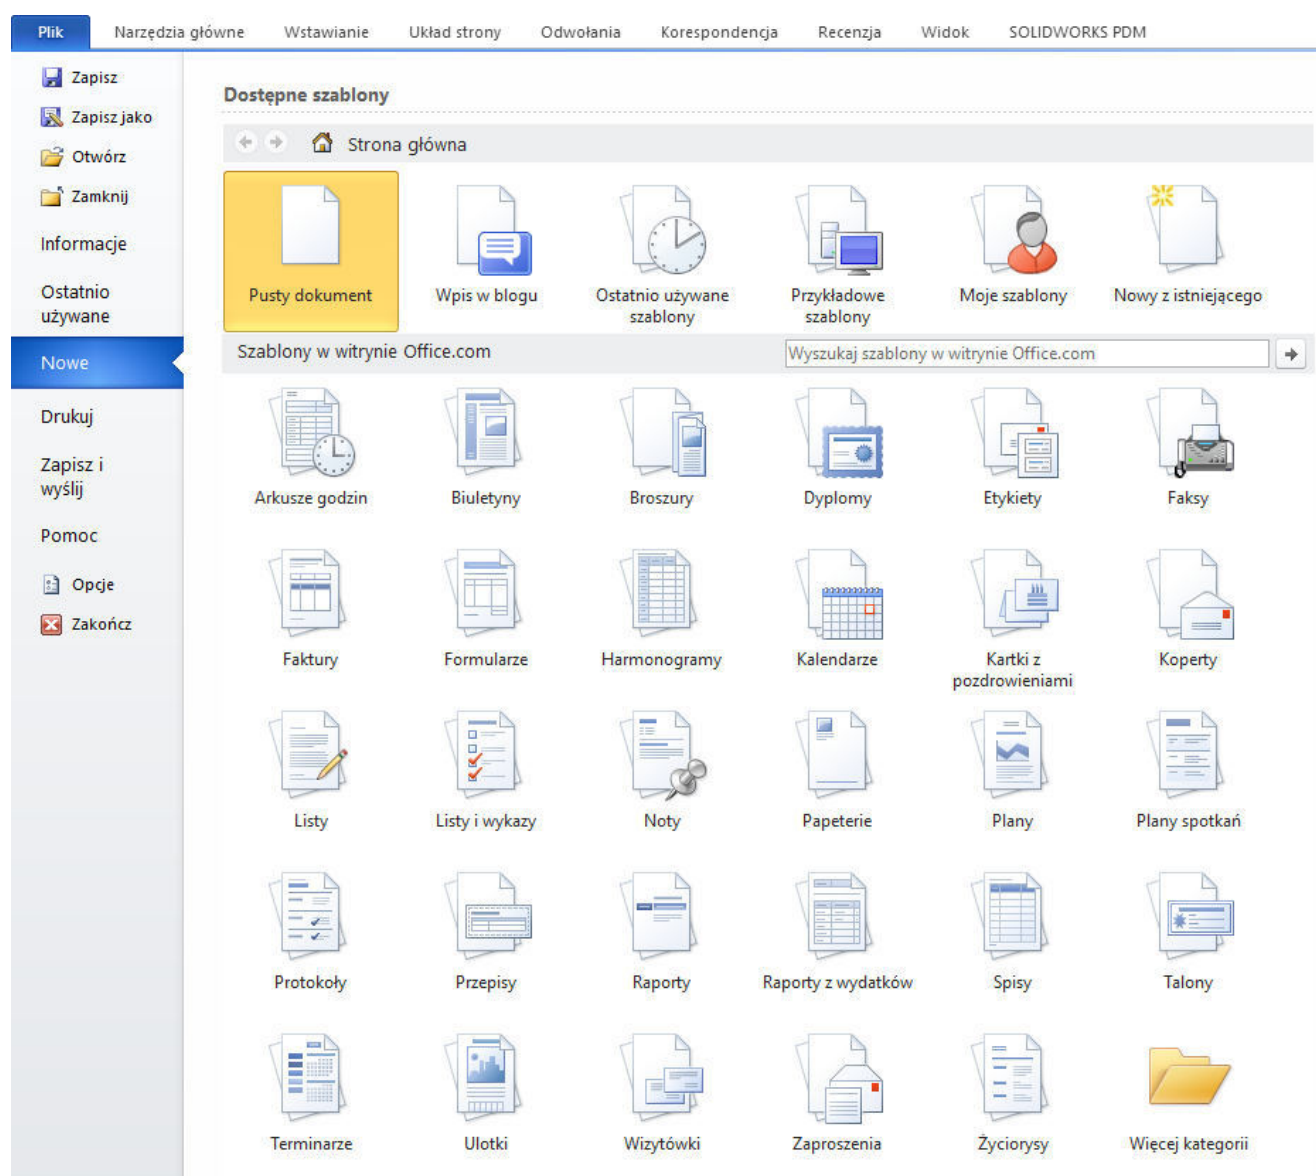 Plik Narzędzia główne Wstawianie Układ strony Odwołania Korespondencja Recenzja Widok SOLIDWORKS PDM
Zapisz
Zapisz jako
Otwórz
Zamknij
Informacje
Ostatnio
używane
Nowe
Drukuj
Zapisz i
wyślij
Pomoc
Opcje
Zakończ
Dostępne szablony
Strona główna
Pusty dokument Wpis w blogu Ostatnio używane Przykładowe Moje szablony Nowy z istniejącego
szablony szablony
Szablony w witrynie Office.com Wyszukaj szablony w witrynie Office.com
Arkusze godzin Biuletyny Broszury Dyplomy Etykiety Faksy
Faktury Formularze Harmonogramy Kalendarze Kartki z Koperty
pozdrowieniami
Listy Listy i wykazy Noty Papeterie Plany Plany spotkań
Protokoły Przepisy Raporty Raporty z wydatków Spisy Talony
Terminarze Ulotki Wizytówki Zaproszenia Życiorysy Więcej kategorii